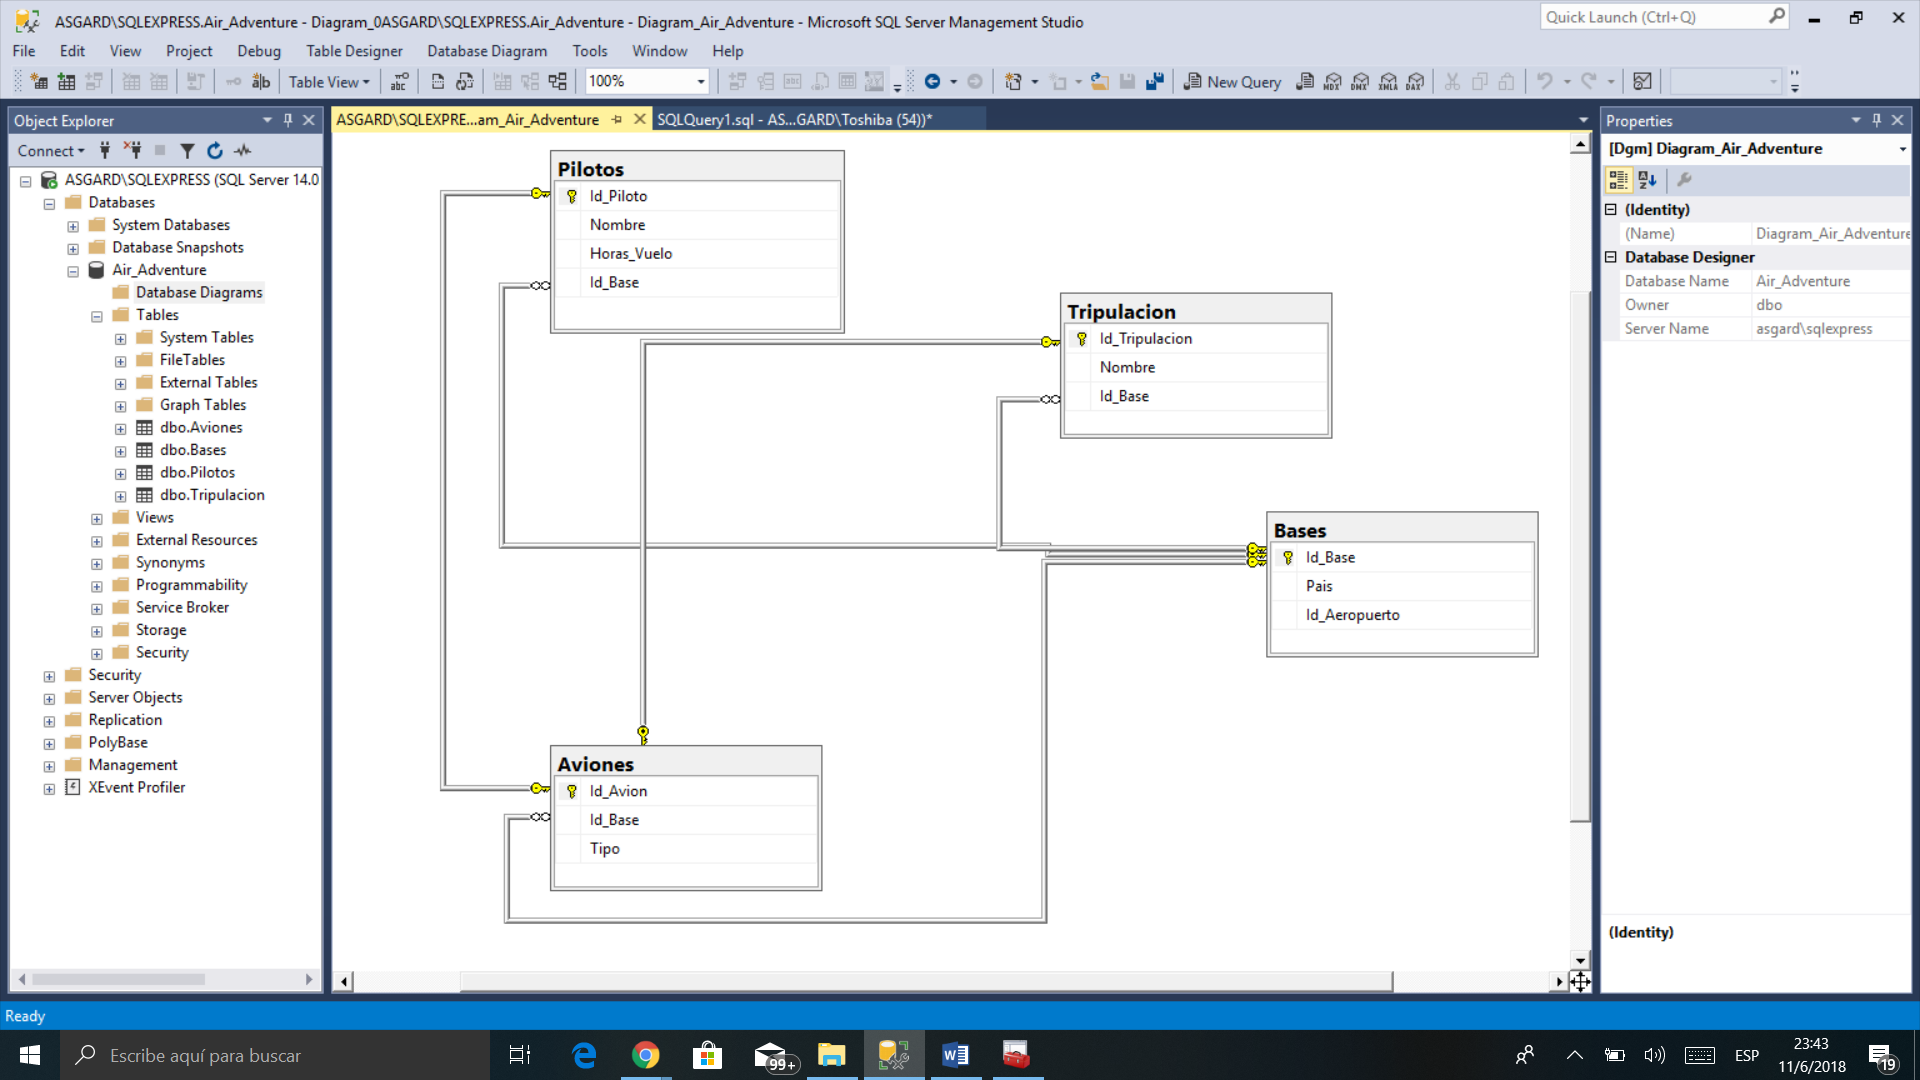 ASGARD\SQLEXPRESS.Air_Adventure - Diagram_0ASGARD\SQLEXPRESS.Air_Adventure - Diagram_Air_Adventure - Microsoft SQL Server Management Studio
Quick Launch (Ctrl+Q)
File Edit View Project Debug Table Designer Database Diagram Tools Window Help
Table View 100% New Query
Object Explorer
Connect
ASGARD\SQLEXPRESS (SQL Server 14.0
Databases
System Databases
Database Snapshots
Air_Adventure
Database Diagrams
Tables
System Tables
FileTables
External Tables
Graph Tables
dbo.Aviones
dbo.Bases
dbo.Pilotos
dbo.Tripulacion
Views
External Resources
Synonyms
Programmability
Service Broker
Storage
Security
Security
Server Objects
Replication
PolyBase
Management
XEvent Profiler
ASGARD\SQLEXPRE...am_Air_Adventure
SQLQuery1.sql - AS...GARD\Toshiba (54))*
Pilotos
Id_Piloto
Nombre
Horas_Vuelo
Id_Base
Tripulacion
Id_Tripulacion
Nombre
Id_Base
Bases
Id_Base
Pais
Id_Aeropuerto
Aviones
Id_Avion
Id_Base
Tipo
Properties
[Dgm] Diagram_Air_Adventure
(Identity)
(Name) Diagram_Air_Adventure
Database Designer
Database Name Air_Adventure
Owner dbo
Server Name asgard\sqlexpress
(Identity)
Ready
Escribe aquí para buscar
99+
ESP
23:43
11/6/2018
19